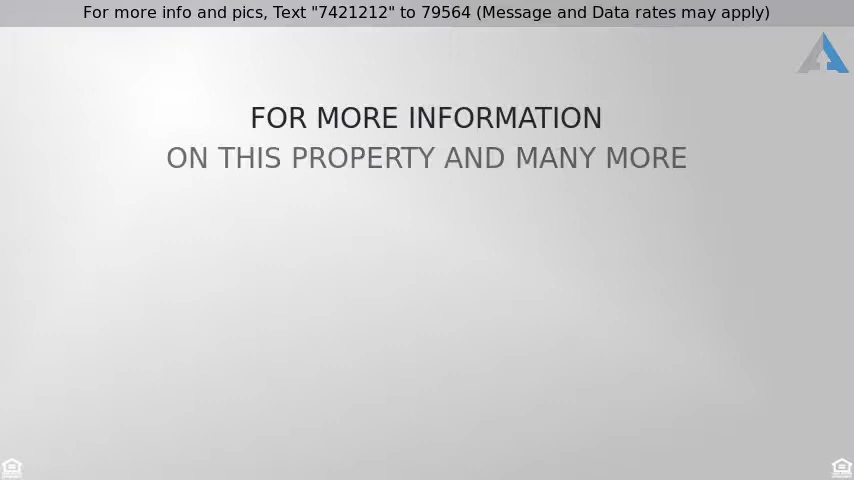 For more info and pics, Text "7421212" to 79564 (Message and Data rates may apply)
FOR MORE INFORMATION
ON THIS PROPERTY AND MANY MORE